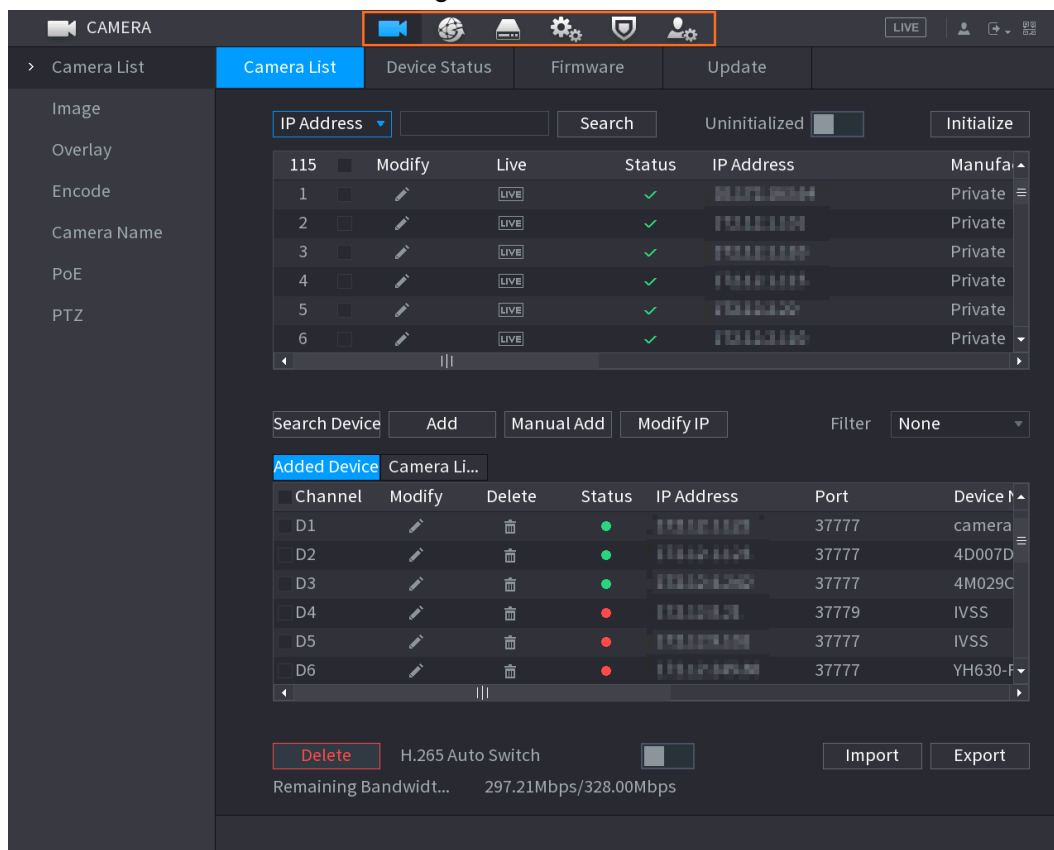 CAMERA LIVE
Camera List Camera List Device Status Firmware Update
Image
Overlay
Encode
Camera Name
PoE
PTZ
IP Address Search Uninitialized Initialize
115 Modify Live Status IP Address Manufa
1 LIVE Private
2 LIVE Private
3 LIVE Private
4 LIVE Private
5 LIVE Private
6 LIVE Private
Search Device Add Manual Add Modify IP Filter None
Added Device Camera Li...
Channel Modify Delete Status IP Address Port Device N
D1 37777 camera
D2 37777 4D007D
D3 37777 4M029C
D4 37779 IVSS
D5 37777 IVSS
D6 37777 YH630-F
Delete H.265 Auto Switch Import Export
Remaining Bandwidt... 297.21Mbps/328.00Mbps